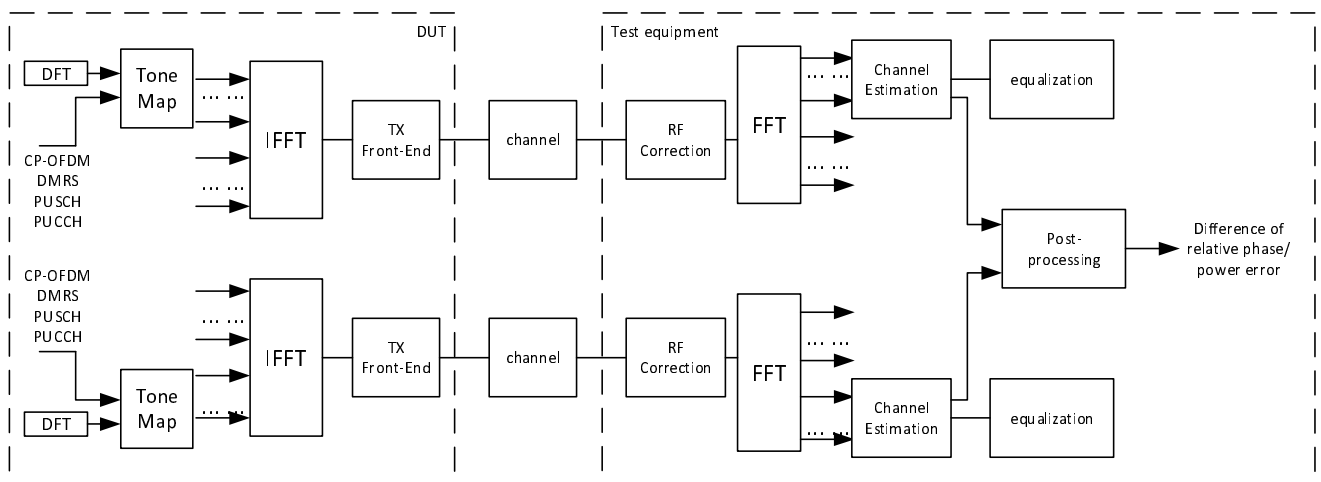 DUT
Test equipment
DFT
Tone
Map
... ...
... ...
CP-OFDM
DMRS
PUSCH
PUCCH
IFFT
TX
Front-End
channel
RF
Correction
FFT
... ...
... ...
Channel
Estimation
equalization
Post-
processing
Difference of
relative phase/
power error
CP-OFDM
DMRS
PUSCH
PUCCH
DFT
Tone
Map
... ...
... ...
IFFT
TX
Front-End
channel
RF
Correction
FFT
... ...
... ...
Channel
Estimation
equalization